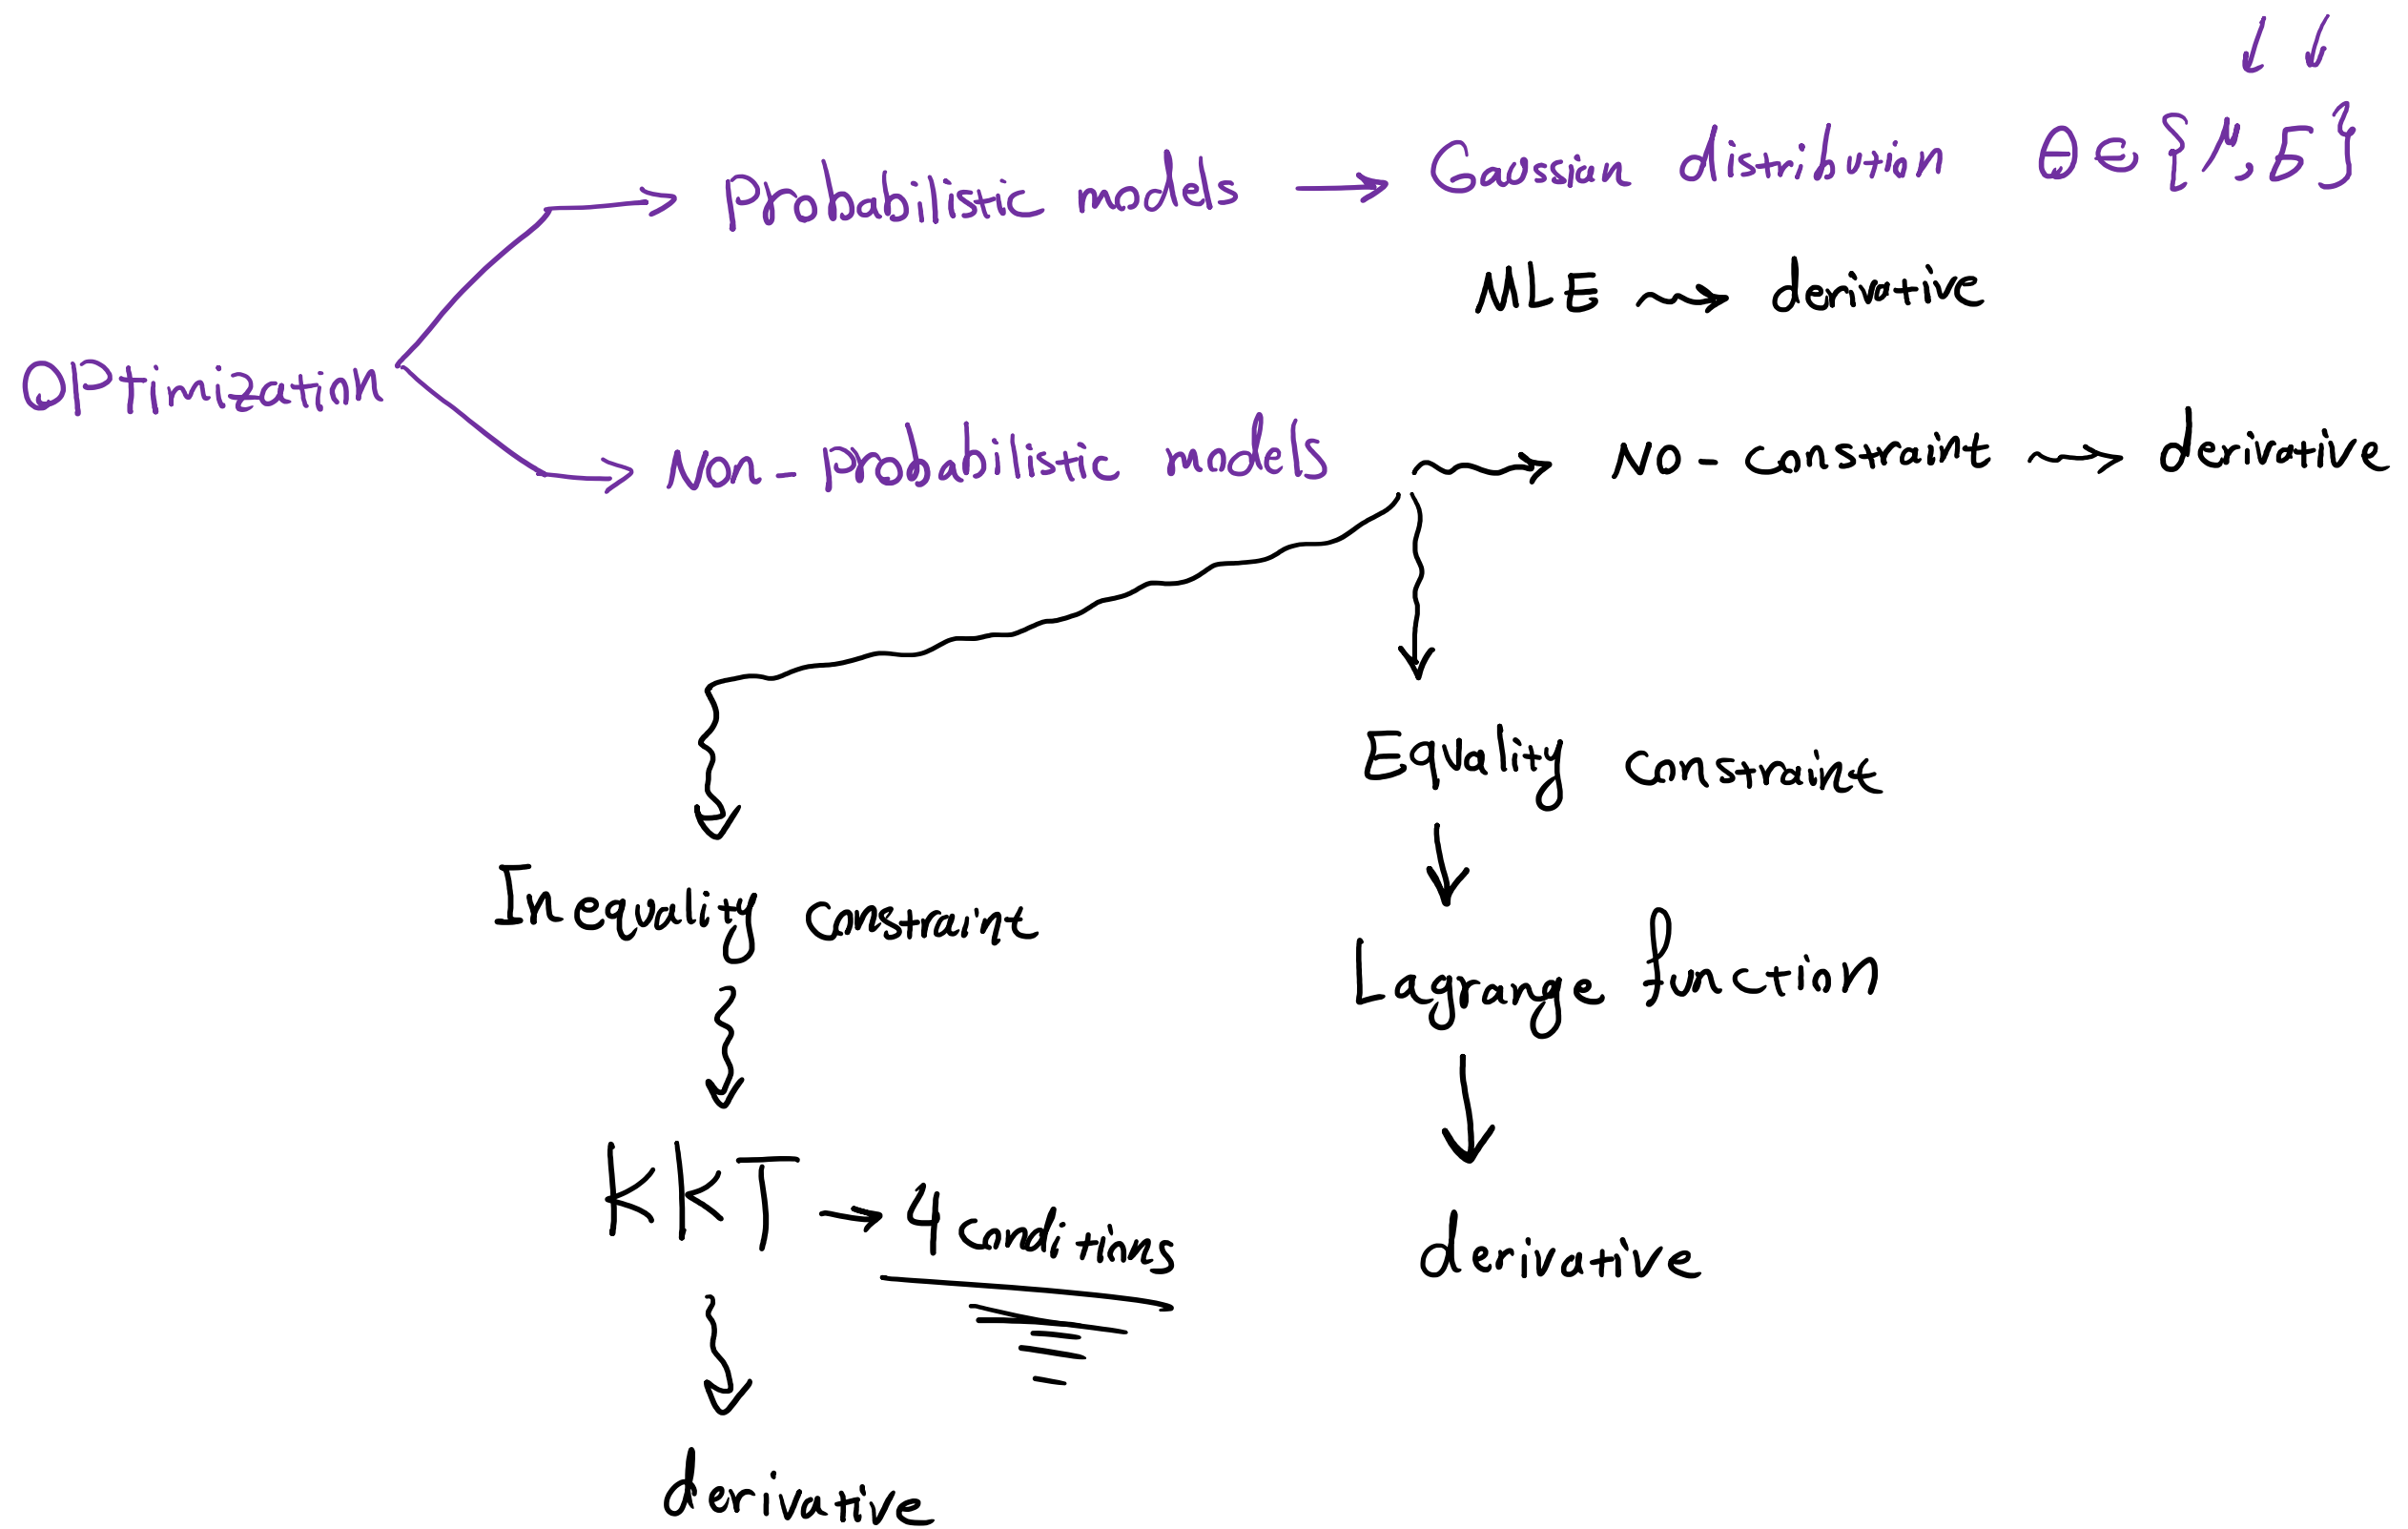 Probabilistic models → Gaussian distribution θ ∈ {μ, Σ}
MLE → derivative
Optimization
Non-Probabilistic models → No-constraint → derivative
Equality constraint
Inequality constraint
Lagrange function
KKT → 4 conditions
derivative
derivative